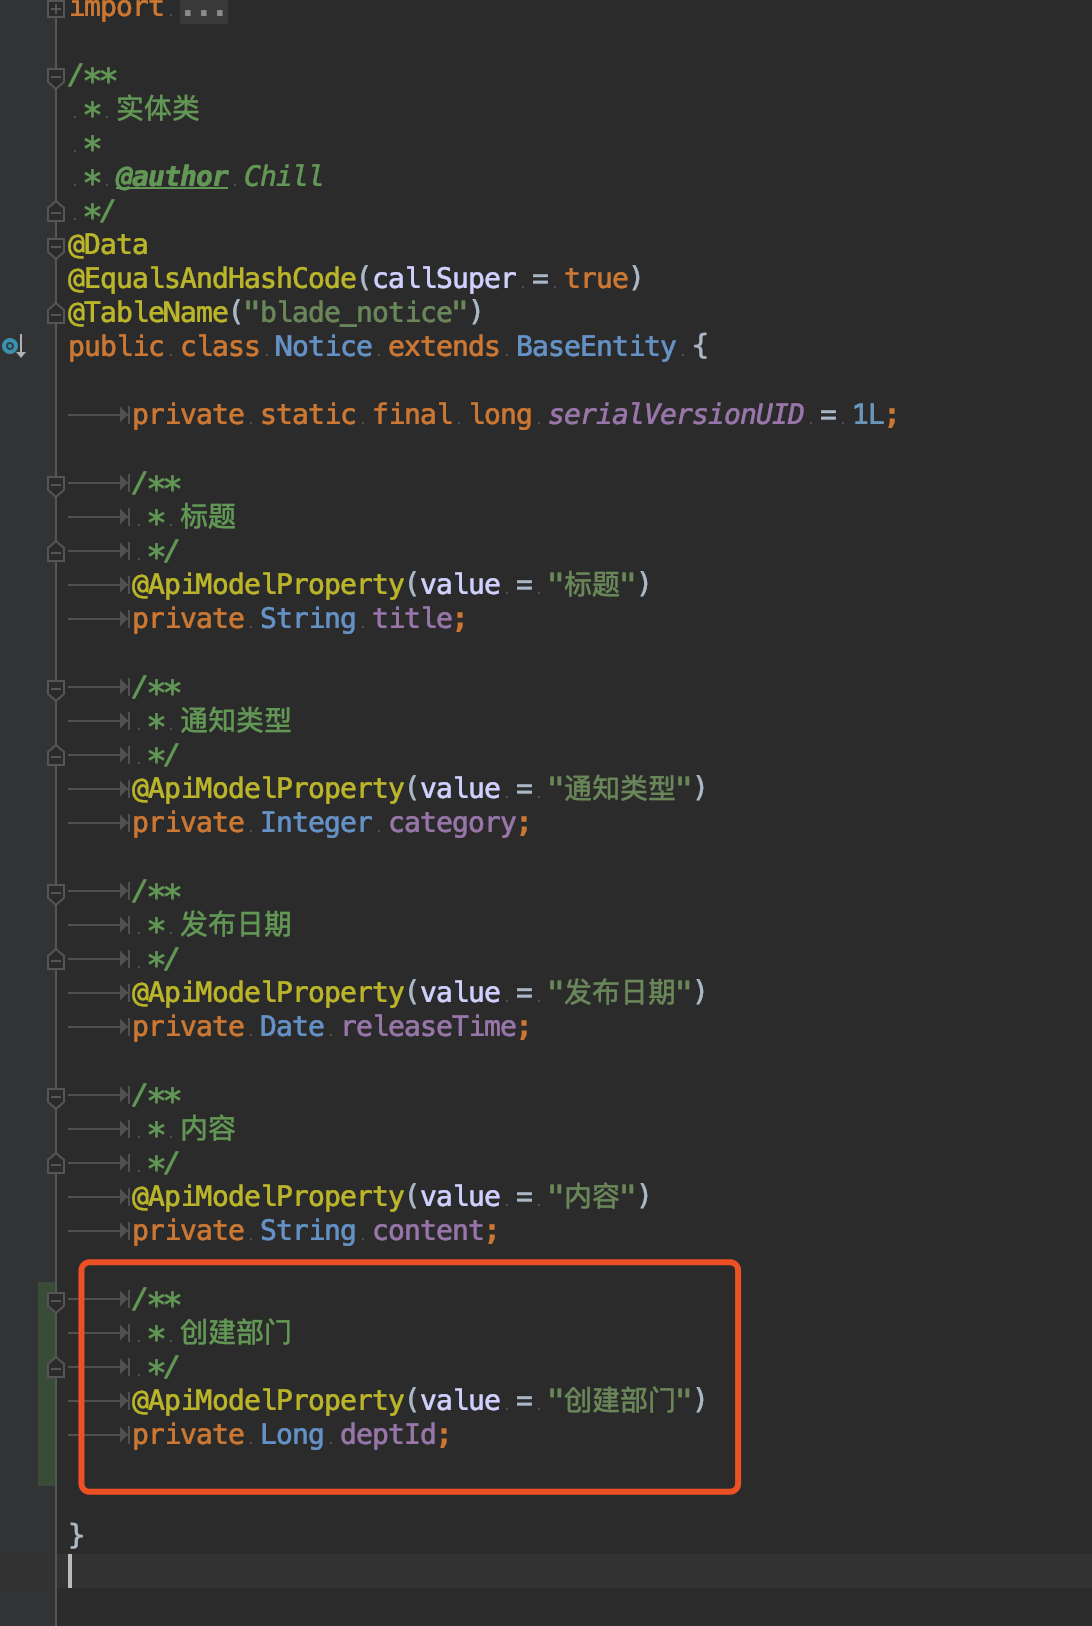 import ...
/**
 * 实体类
 *
 * @author Chill
 */
@Data
@EqualsAndHashCode(callSuper = true)
@TableName("blade_notice")
public class Notice extends BaseEntity {
private static final long serialVersionUID = 1L;
/**
 * 标题
 */
@ApiModelProperty(value = "标题")
private String title;
/**
 * 通知类型
 */
@ApiModelProperty(value = "通知类型")
private Integer category;
/**
 * 发布日期
 */
@ApiModelProperty(value = "发布日期")
private Date releaseTime;
/**
 * 内容
 */
@ApiModelProperty(value = "内容")
private String content;
/**
 * 创建部门
 */
@ApiModelProperty(value = "创建部门")
private Long deptId;
}